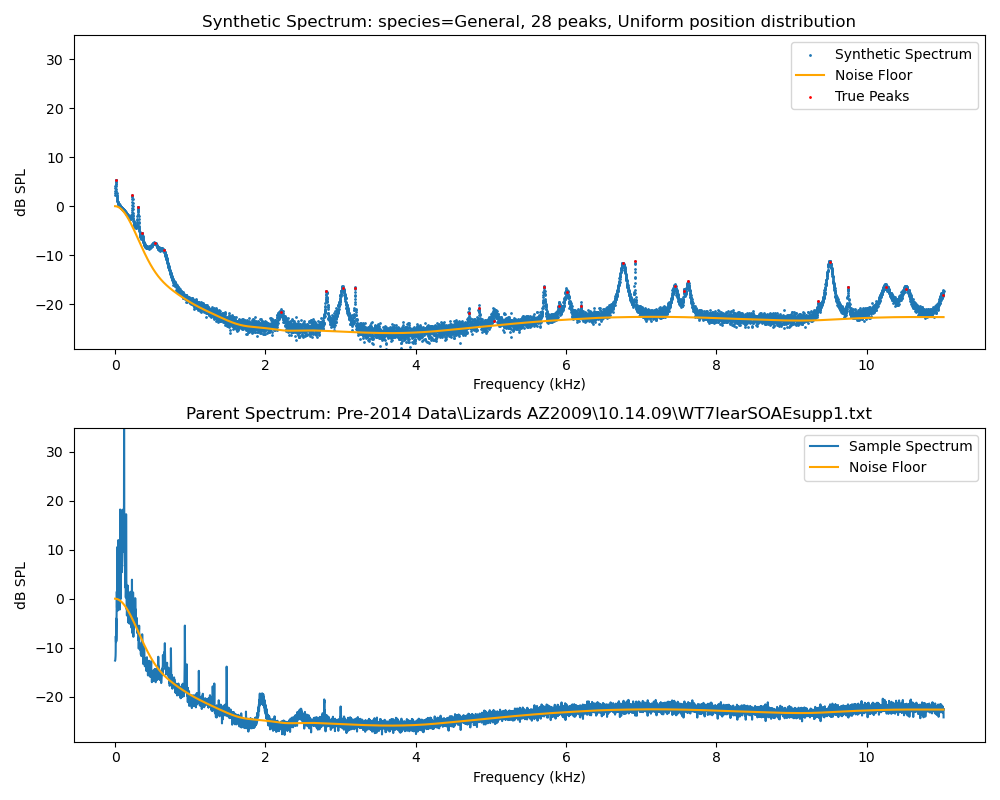 Synthetic Spectrum: species=General, 28 peaks, Uniform position distribution
dB SPL
30
20
10
0
−10
−20
Synthetic Spectrum
Noise Floor
True Peaks
0 2 4 6 8 10
Frequency (kHz)
Parent Spectrum: Pre-2014 Data\Lizards AZ2009\10.14.09\WT7learSOAEsupp1.txt
dB SPL
30
20
10
0
−10
−20
Sample Spectrum
Noise Floor
0 2 4 6 8 10
Frequency (kHz)